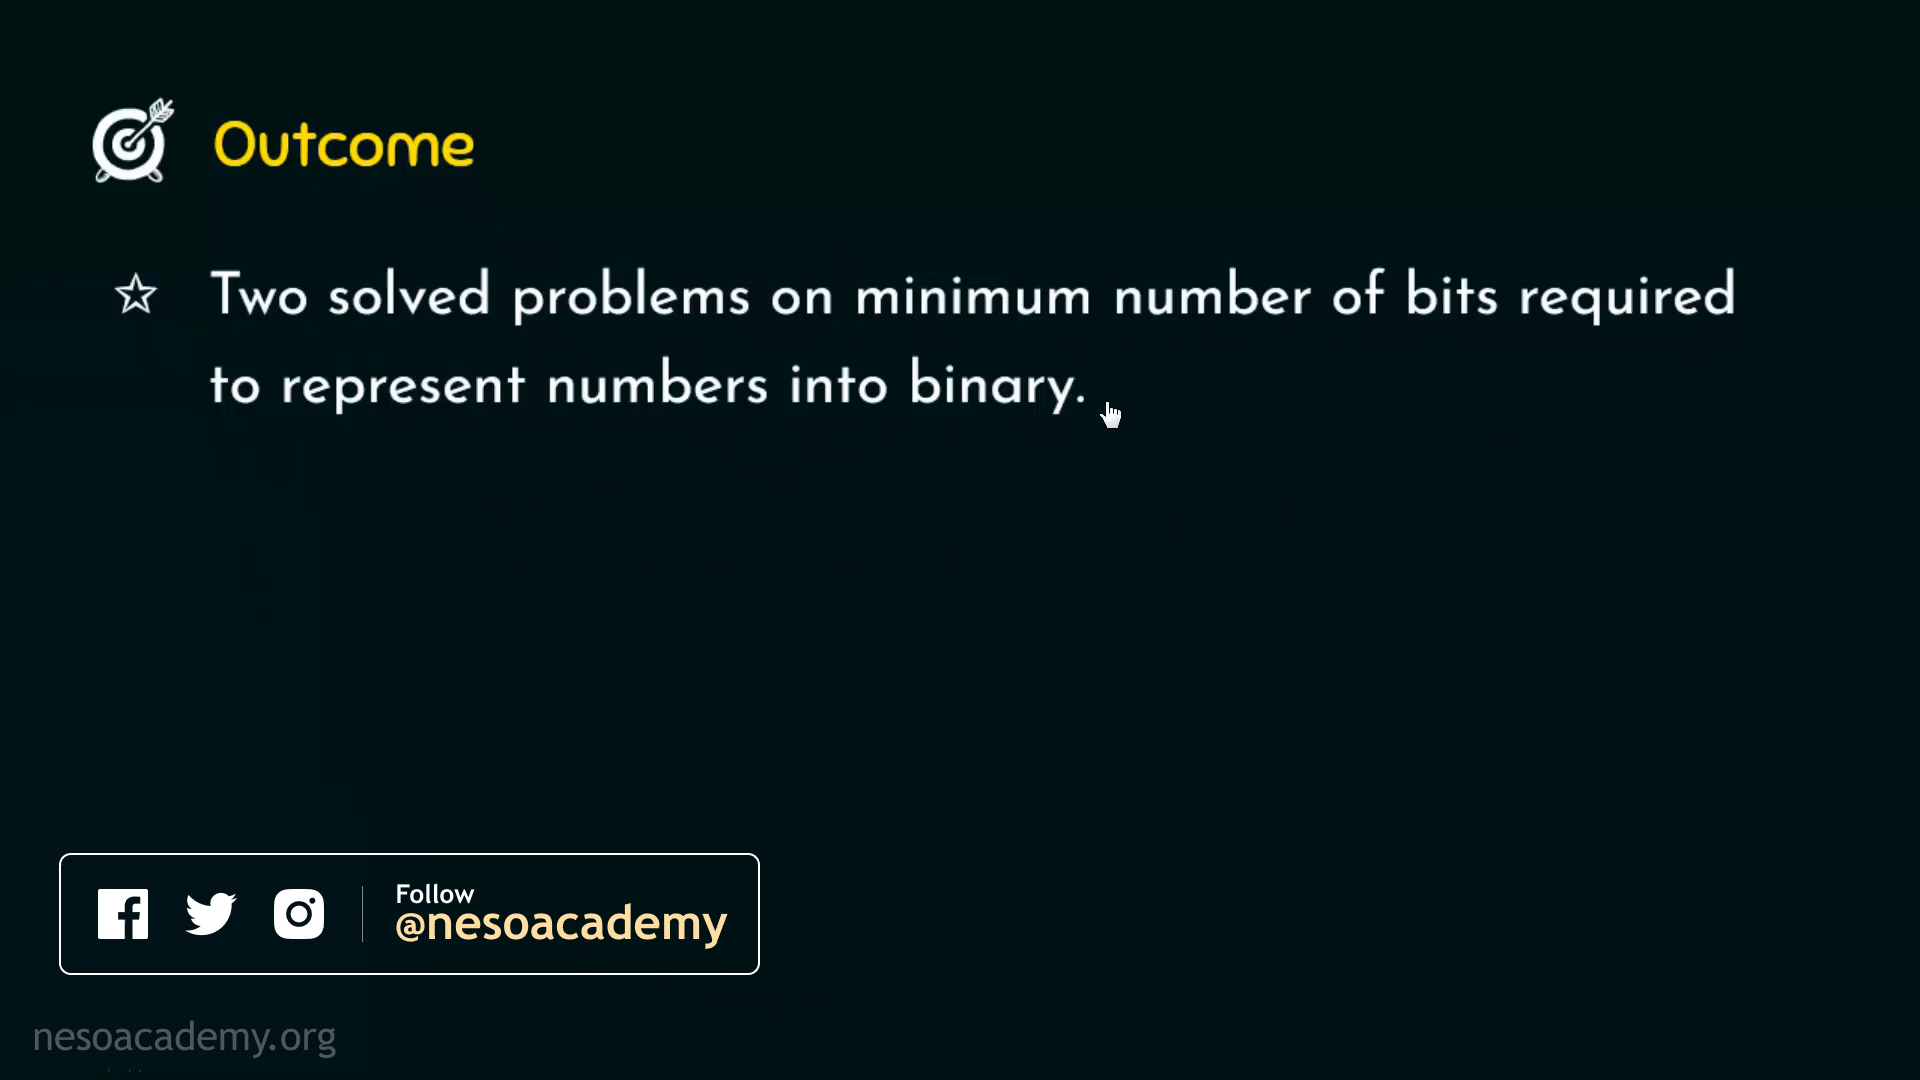 Outcome
☆ Two solved problems on minimum number of bits required
to represent numbers into binary.
Follow
@nesoacademy
nesoacademy.org